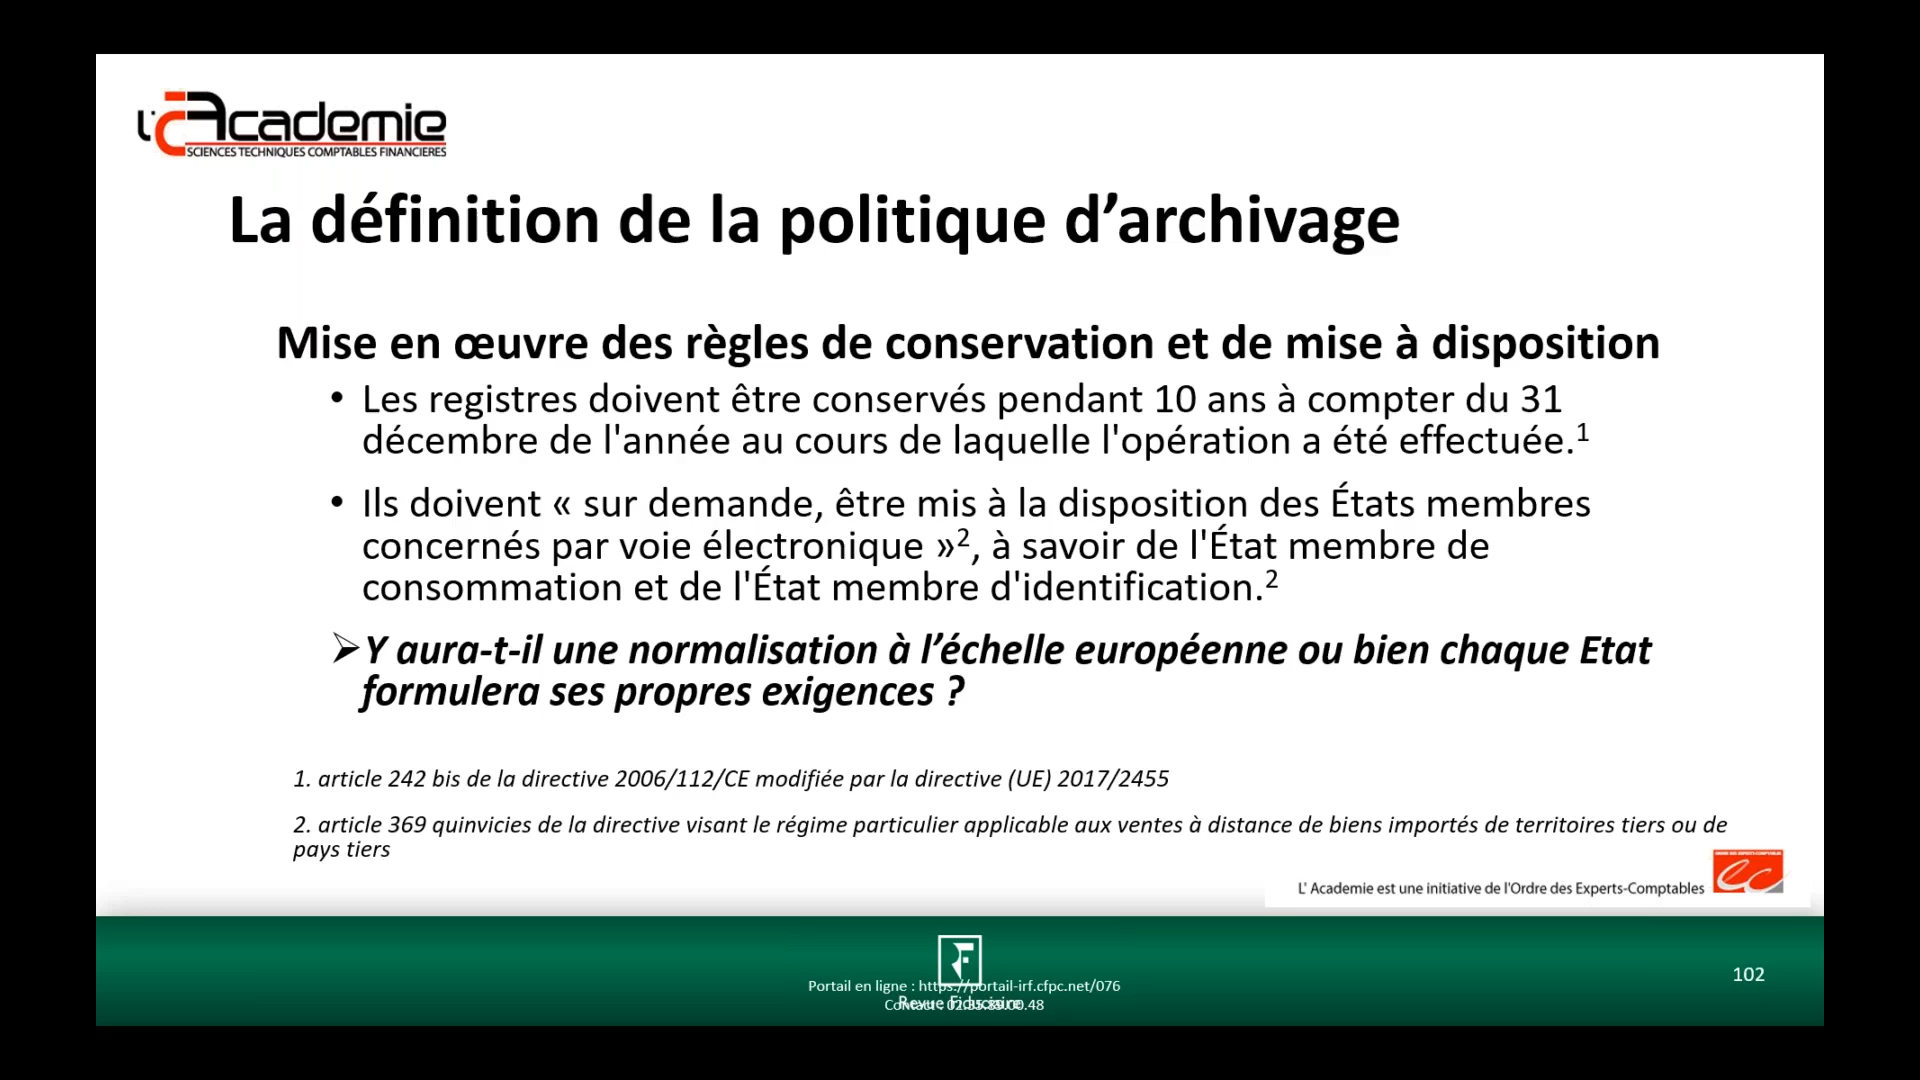 L'Academie
SCIENCES TECHNIQUES COMPTABLES FINANCIERES
La définition de la politique d’archivage
Mise en œuvre des règles de conservation et de mise à disposition
• Les registres doivent être conservés pendant 10 ans à compter du 31
décembre de l'année au cours de laquelle l'opération a été effectuée.1
• Ils doivent « sur demande, être mis à la disposition des États membres
concernés par voie électronique »2, à savoir de l'État membre de
consommation et de l'État membre d'identification.2
➢ Y aura-t-il une normalisation à l’échelle européenne ou bien chaque Etat
formulera ses propres exigences ?
1. article 242 bis de la directive 2006/112/CE modifiée par la directive (UE) 2017/2455
2. article 369 quinvicies de la directive visant le régime particulier applicable aux ventes à distance de biens importés de territoires tiers ou de
pays tiers
L' Academie est une initiative de l'Ordre des Experts-Comptables
ec
Portail en ligne : https://portail-irf.cfpc.net/076
Revue Fiduciaire
102